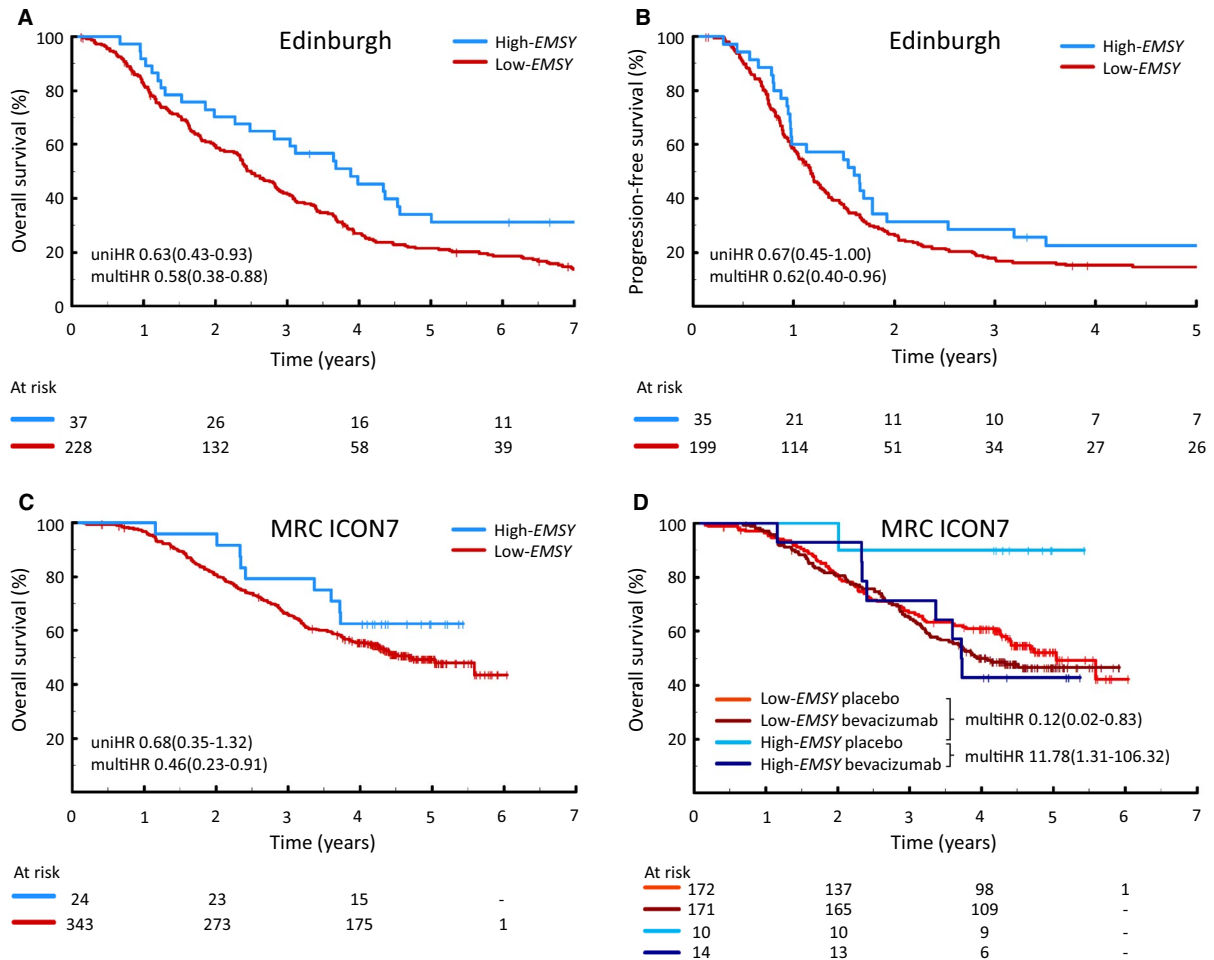 A
Edinburgh
High-EMSY
Low-EMSY
Overall survival (%)
100
80
60
40
20
0
uniHR 0.63(0.43-0.93)
multiHR 0.58(0.38-0.88)
0 1 2 3 4 5 6 7
Time (years)
At risk
37 26 16 11
228 132 58 39
B
Edinburgh
High-EMSY
Low-EMSY
Progression-free survival (%)
100
80
60
40
20
uniHR 0.67(0.45-1.00)
multiHR 0.62(0.40-0.96)
0 1 2 3 4 5
Time (years)
At risk
35 21 11 10 7 7
199 114 51 34 27 26
C
MRC ICON7
High-EMSY
Low-EMSY
Overall survival (%)
100
80
60
40
20
uniHR 0.68(0.35-1.32)
multiHR 0.46(0.23-0.91)
0 1 2 3 4 5 6 7
Time (years)
At risk
24 23 15 -
343 273 175 1
D
MRC ICON7
Overall survival (%)
100
80
60
40
20
Low-EMSY placebo
Low-EMSY bevacizumab
High-EMSY placebo
High-EMSY bevacizumab
multiHR 0.12(0.02-0.83)
multiHR 11.78(1.31-106.32)
0 1 2 3 4 5 6 7
Time (years)
At risk
172 137 98 1
171 165 109 -
10 10 9 -
14 13 6 -